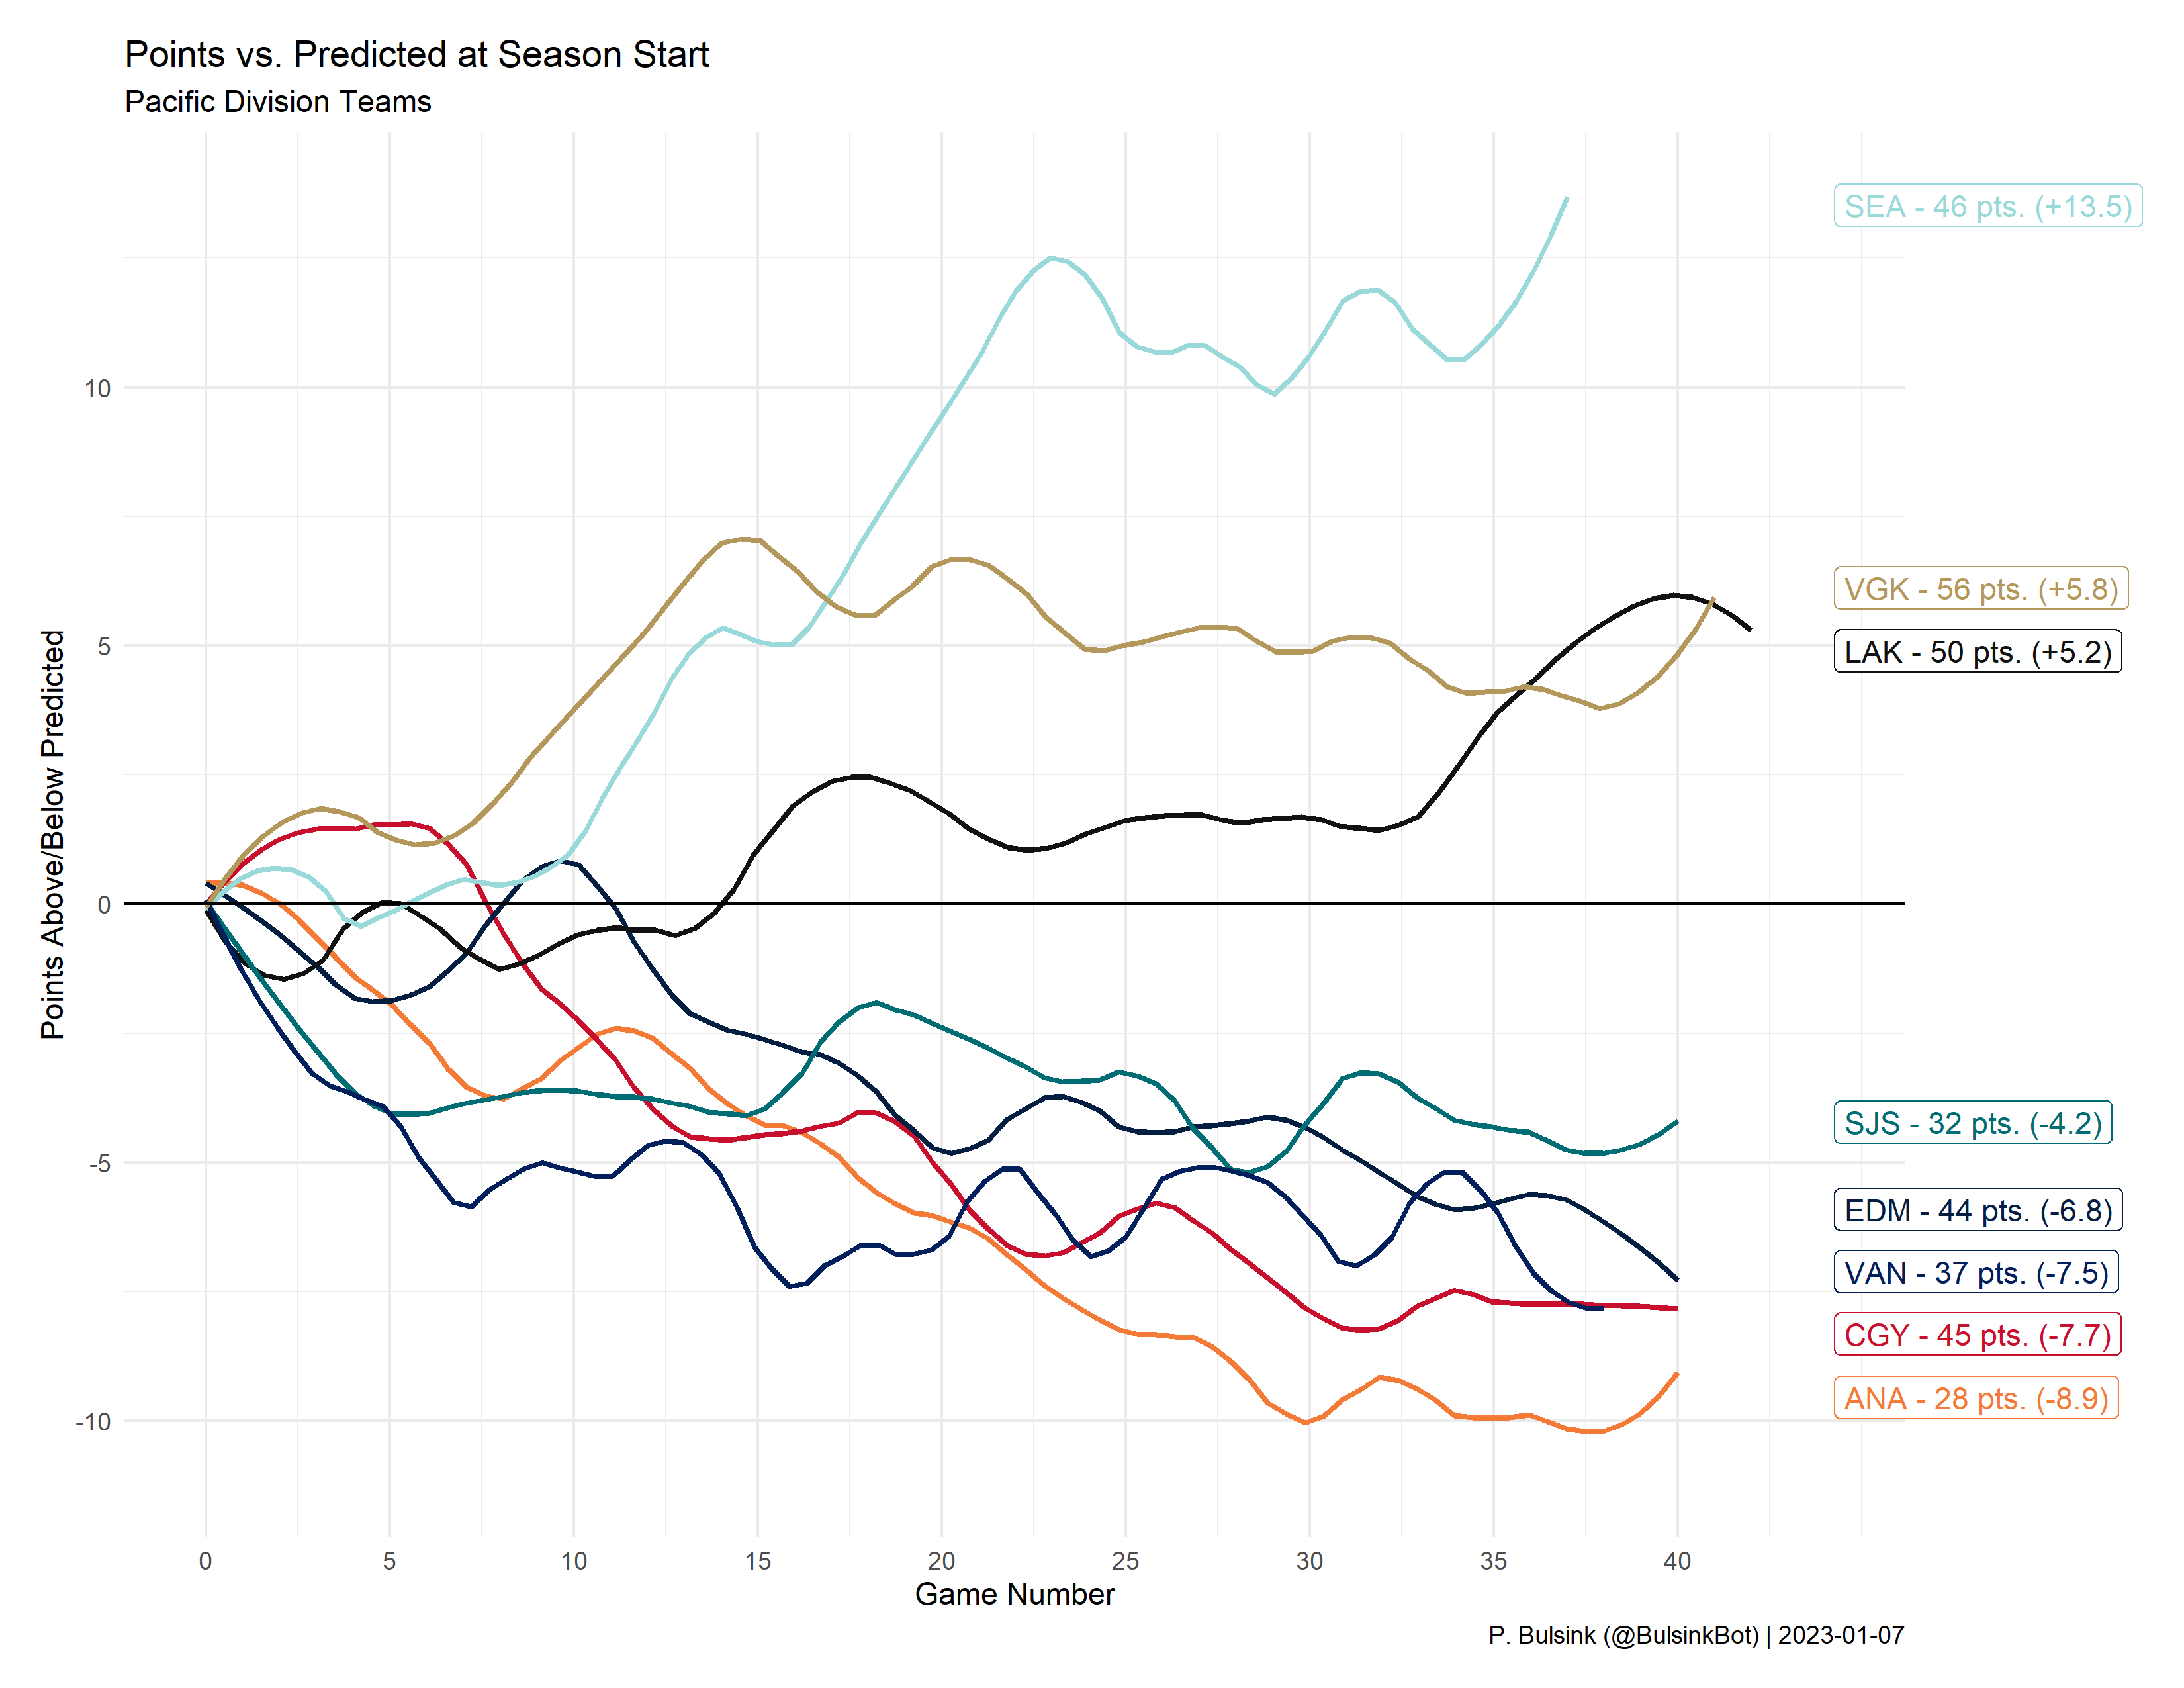 Points vs. Predicted at Season Start
Pacific Division Teams
SEA - 46 pts. (+13.5)
10
VGK - 56 pts. (+5.8)
5
LAK - 50 pts. (+5.2)
Points Above/Below Predicted
0
SJS - 32 pts. (-4.2)
-5
EDM - 44 pts. (-6.8)
VAN - 37 pts. (-7.5)
CGY - 45 pts. (-7.7)
ANA - 28 pts. (-8.9)
-10
0 5 10 15 20 25 30 35 40
Game Number
P. Bulsink (@BulsinkBot) | 2023-01-07